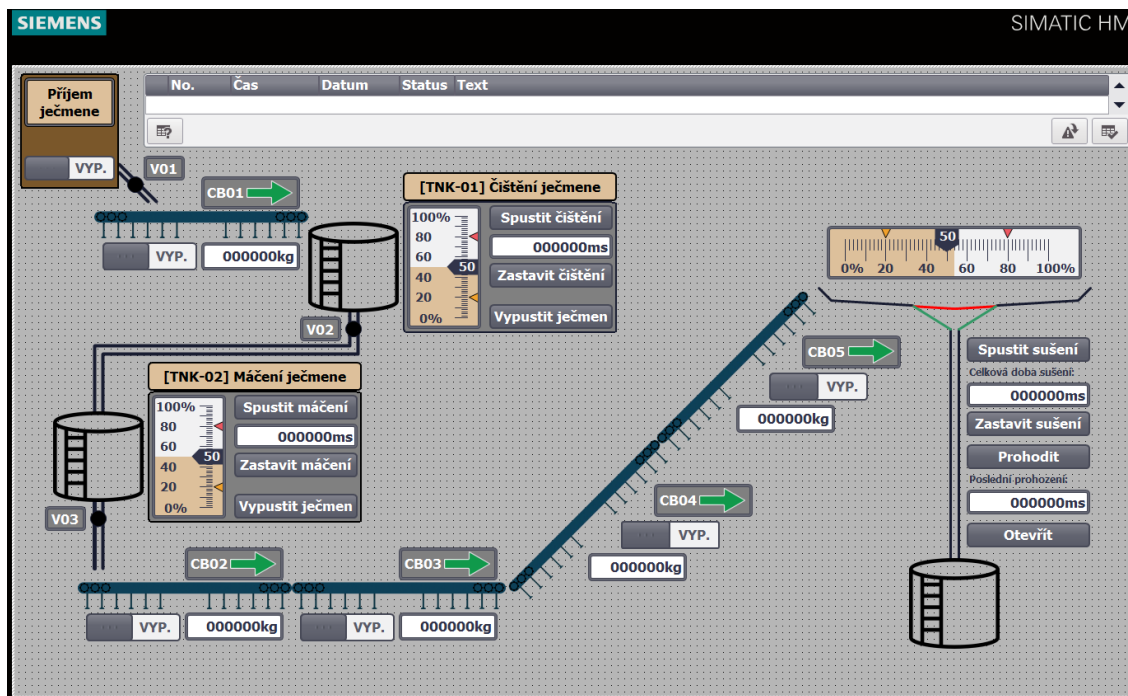 SIEMENS
SIMATIC HM
Příjem
ječmene
VYP.
No. Čas Datum Status Text
V01
CB01
VYP.
000000kg
[TNK-01] Čištění ječmene
100%
80
60
50
40
20
0%
Spustit čištění
000000ms
Zastavit čištění
Vypustit ječmen
V02
50
0% 20 40 60 80 100%
[TNK-02] Máčení ječmene
100%
80
60
50
40
20
0%
Spustit máčení
000000ms
Zastavit máčení
Vypustit ječmen
V03
CB05
VYP.
000000kg
Spustit sušení
Celková doba sušení:
000000ms
Zastavit sušení
Prohodit
Poslední prohození:
000000ms
Otevřít
CB04
VYP.
000000kg
CB02
VYP.
000000kg
CB03
VYP.
000000kg